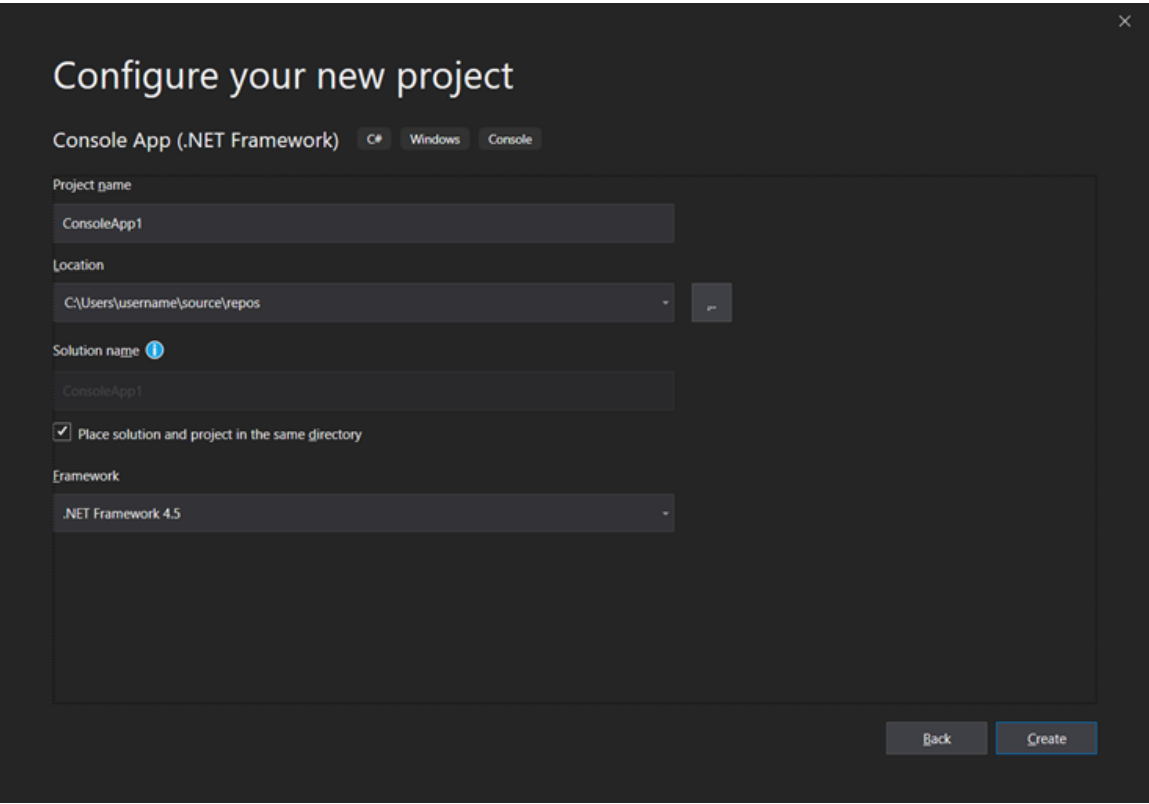 Configure your new project
Console App (.NET Framework) C# Windows Console
Project name
ConsoleApp1
Location
C:\Users\username\source\repos
...
Solution name
ConsoleApp1
Place solution and project in the same directory
Framework
.NET Framework 4.5
Back Create